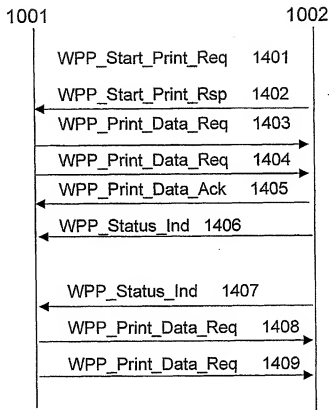 1001 1002
WPP_Start_Print_Req 1401
WPP_Start_Print_Rsp 1402
WPP_Print_Data_Req 1403
WPP_Print_Data_Req 1404
WPP_Print_Data_Ack 1405
WPP_Status_Ind 1406
WPP_Status_Ind 1407
WPP_Print_Data_Req 1408
WPP_Print_Data_Req 1409